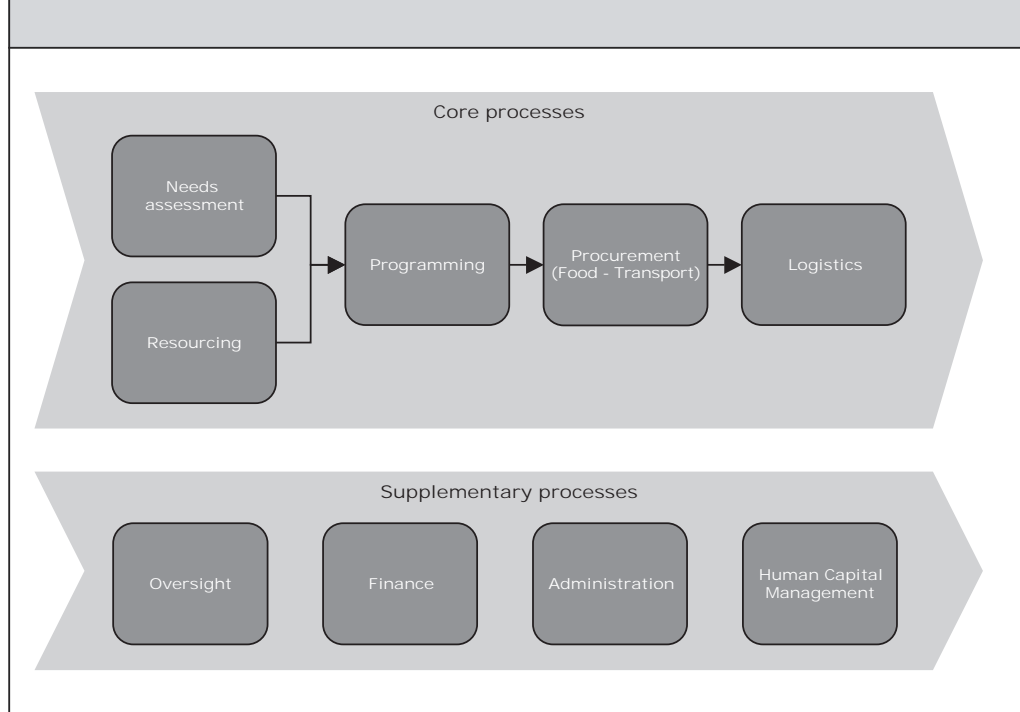 Core processes
Needs
assessment
Resourcing
Programming
Procurement
(Food - Transport)
Logistics
Supplementary processes
Oversight
Finance
Administration
Human Capital
Management